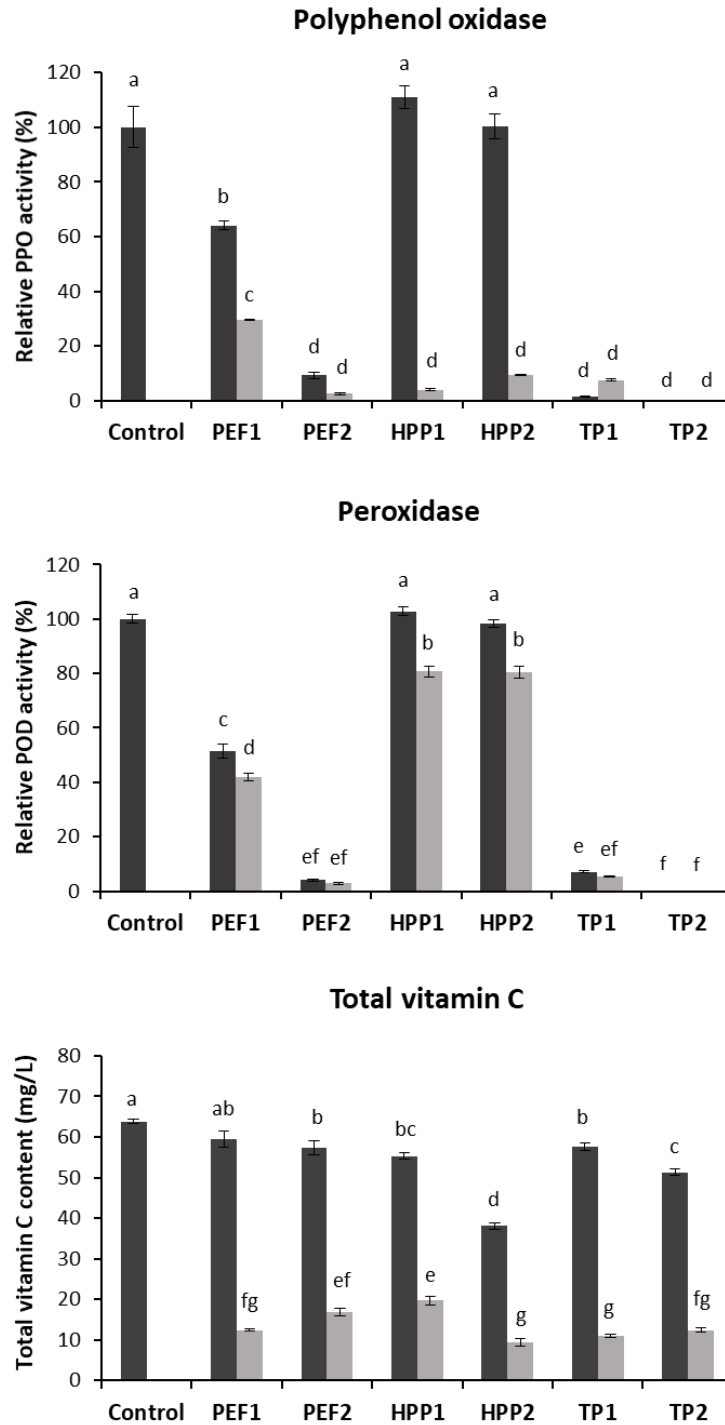 Polyphenol oxidase
Relative PPO activity (%)
120
100
80
60
40
20
0
a
b
c
d
d
a
d
a
d
d
d
d
d
Control PEF1 PEF2 HPP1 HPP2 TP1 TP2
Peroxidase
Relative POD activity (%)
120
100
80
60
40
20
0
a
c
d
ef
ef
a
b
a
b
e
ef
f
f
Control PEF1 PEF2 HPP1 HPP2 TP1 TP2
Total vitamin C
Total vitamin C content (mg/L)
80
70
60
50
40
30
20
10
0
a
ab
fg
b
ef
bc
e
d
g
b
g
c
fg
Control PEF1 PEF2 HPP1 HPP2 TP1 TP2